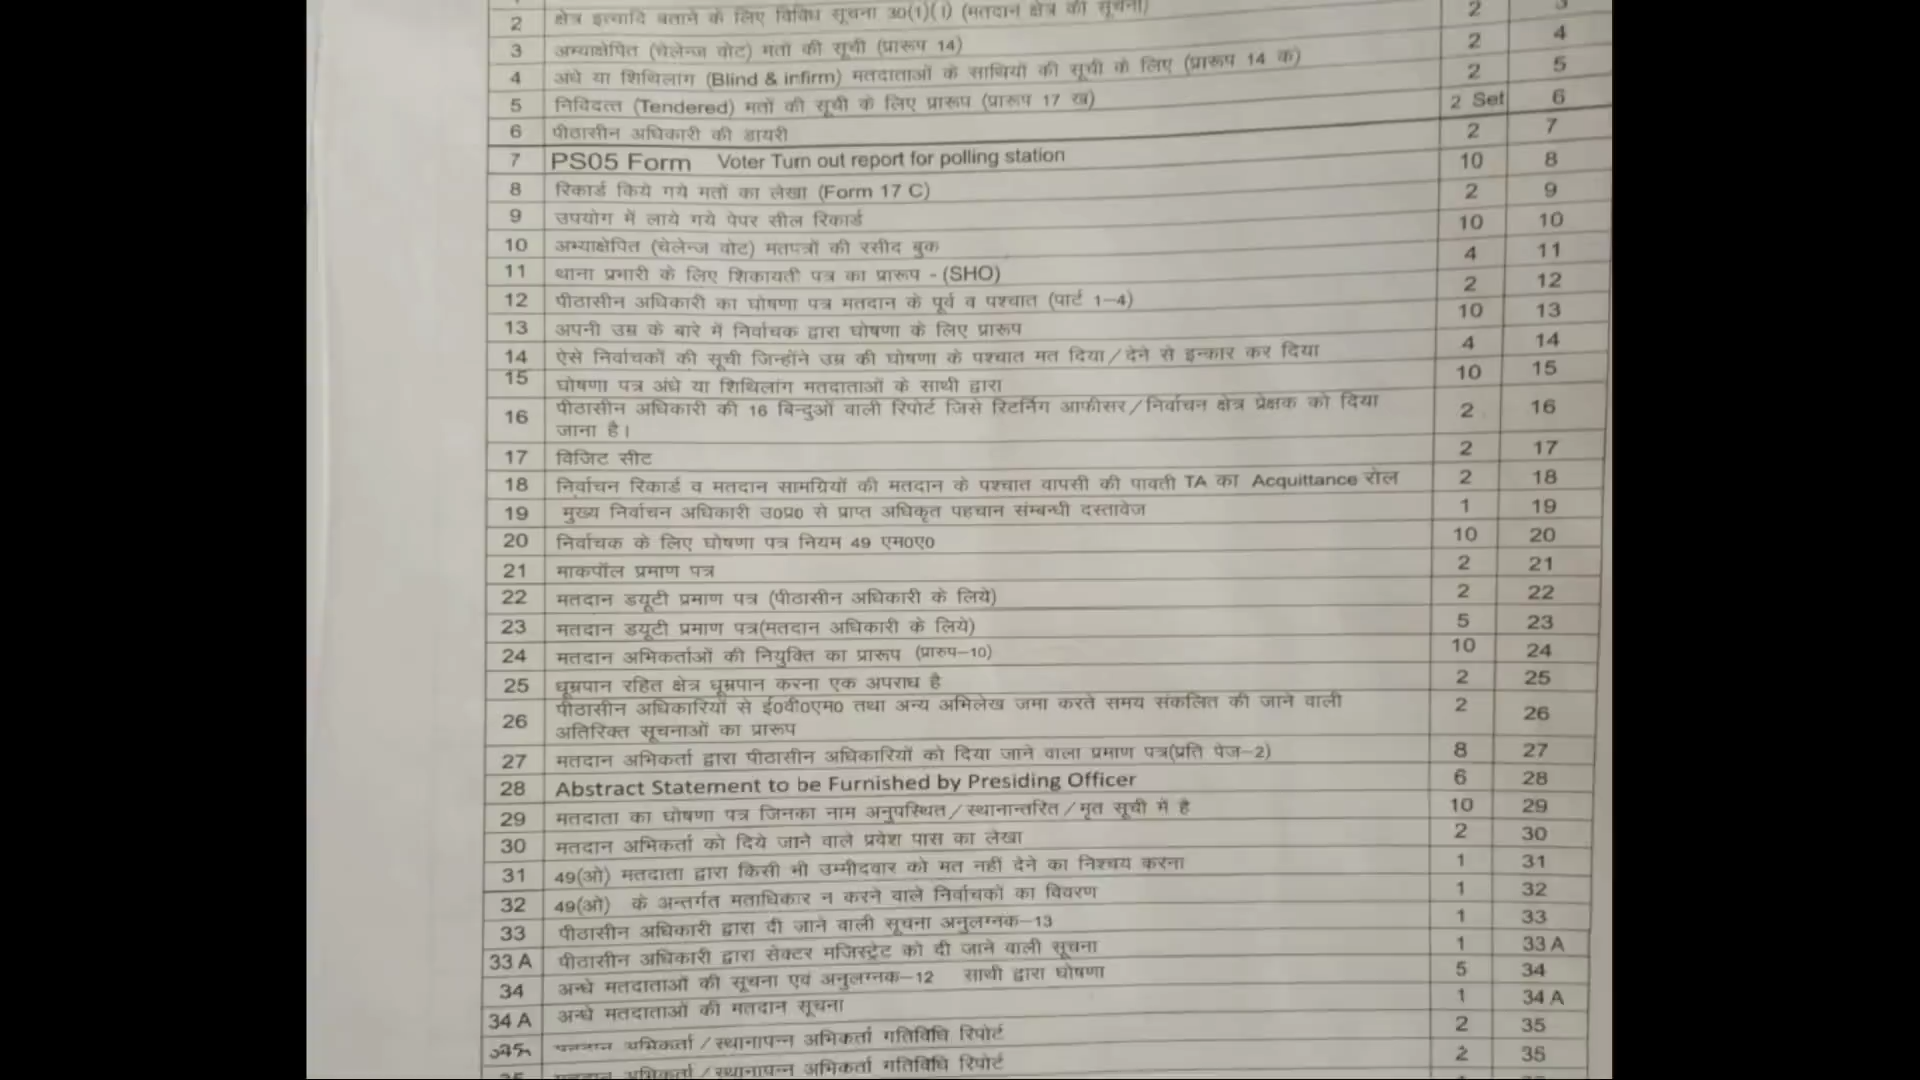 2 क्षेत्र इत्यादि बताने के लिए विविध सूचना 30(1)(I) (मतदान क्षेत्र की सूचना) 2 3
3 अभ्याक्षेपित (चेलेन्ज वोट) मतों की सूची (प्रारूप 14) 2 4
4 अंधे या शिथिलांग (Blind & infirm) मतदाताओं के साथियों की सूची के लिए (प्रारूप 14 क) 2 5
5 निविदत्त (Tendered) मतों की सूची के लिए प्रारूप (प्रारूप 17 ख) 2 Set 6
6 पीठासीन अधिकारी की डायरी 2 7
7 PS05 Form Voter Turn out report for polling station 10 8
8 रिकार्ड किये गये मतों का लेखा (Form 17 C) 2 9
9 उपयोग में लाये गये पेपर सील रिकार्ड 10 10
10 अभ्याक्षेपित (चेलेन्ज वोट) मतपत्रों की रसीद बुक 4 11
11 थाना प्रभारी के लिए शिकायती पत्र का प्रारूप - (SHO) 2 12
12 पीठासीन अधिकारी का घोषणा पत्र मतदान के पूर्व व पश्चात (पार्ट 1–4) 10 13
13 अपनी उम्र के बारे में निर्वाचक द्वारा घोषणा के लिए प्रारूप 4 14
14 ऐसे निर्वाचकों की सूची जिन्होंने उम्र की घोषणा के पश्चात मत दिया/देने से इन्कार कर दिया 10 15
15 घोषणा पत्र अंधे या शिथिलांग मतदाताओं के साथी द्वारा
16 पीठासीन अधिकारी की 16 बिन्दुओं वाली रिपोर्ट जिसे रिटर्निग आफीसर/निर्वाचन क्षेत्र प्रेक्षक को दिया 2 16
जाना है।
17 विजिट सीट 2 17
18 निर्वाचन रिकार्ड व मतदान सामग्रियों की मतदान के पश्चात वापसी की पावती TA का Acquittance रोल 2 18
19 मुख्य निर्वाचन अधिकारी उ0प्र0 से प्राप्त अधिकृत पहचान संम्बन्धी दस्तावेज 1 19
20 निर्वाचक के लिए घोषणा पत्र नियम 49 एम0ए0 10 20
21 माकपॉल प्रमाण पत्र 2 21
22 मतदान डयूटी प्रमाण पत्र (पीठासीन अधिकारी के लिये) 2 22
23 मतदान डयूटी प्रमाण पत्र(मतदान अधिकारी के लिये) 5 23
24 मतदान अभिकर्ताओं की नियुक्ति का प्रारूप (प्रारुप–10) 10 24
25 धूम्रपान रहित क्षेत्र धूम्रपान करना एक अपराध है 2 25
26 पीठासीन अधिकारियों से ई0वी0एम0 तथा अन्य अभिलेख जमा करते समय संकलित की जाने वाली 2 26
अतिरिक्त सूचनाओं का प्रारूप
27 मतदान अभिकर्ता द्वारा पीठासीन अधिकारियों को दिया जाने वाला प्रमाण पत्र(प्रति पेज–2) 8 27
28 Abstract Statement to be Furnished by Presiding Officer 6 28
29 मतदाता का घोषणा पत्र जिनका नाम अनुपस्थित/स्थानान्तरित/मृत सूची में है 10 29
30 मतदान अभिकर्ता को दिये जाने वाले प्रवेश पास का लेखा 2 30
31 49(ओ) मतदाता द्वारा किसी भी उम्मीदवार को मत नहीं देने का निश्चय करना 1 31
32 49(ओ) के अन्तर्गत मताधिकार न करने वाले निर्वाचकों का विवरण 1 32
33 पीठासीन अधिकारी द्वारा दी जाने वाली सूचना अनुलग्नक–13 1 33
33 A पीठासीन अधिकारी द्वारा सेक्टर मजिस्ट्रेट को दी जाने वाली सूचना 1 33 A
34 अन्धे मतदाताओं की सूचना एवं अनुलग्नक–12 साथी द्वारा घोषणा 5 34
34 A अन्धे मतदाताओं की मतदान सूचना 1 34 A
35 मतदान अभिकर्ता/स्थानापन्न अभिकर्ता गतिविधि रिपोर्ट 2 35
35 मतदान अभिकर्ता/स्थानापन्न अभिकर्ता गतिविधि रिपोर्ट 2 35